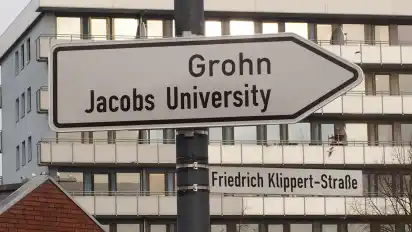 Grohn
Jacobs University
Friedrich Klippert-Straße